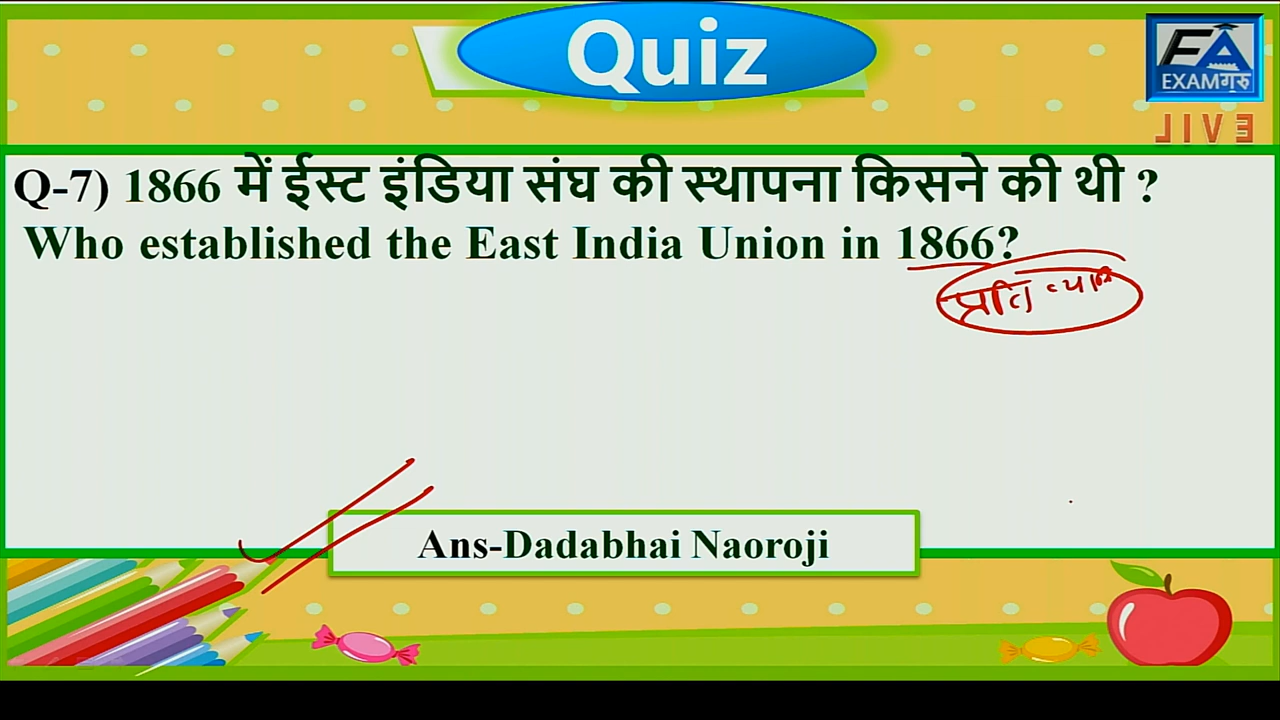 Quiz
EXAMगुरु
LIVE
Q-7) 1866 में ईस्ट इंडिया संघ की स्थापना किसने की थी ?
Who established the East India Union in 1866?
प्रति
Ans-Dadabhai Naoroji